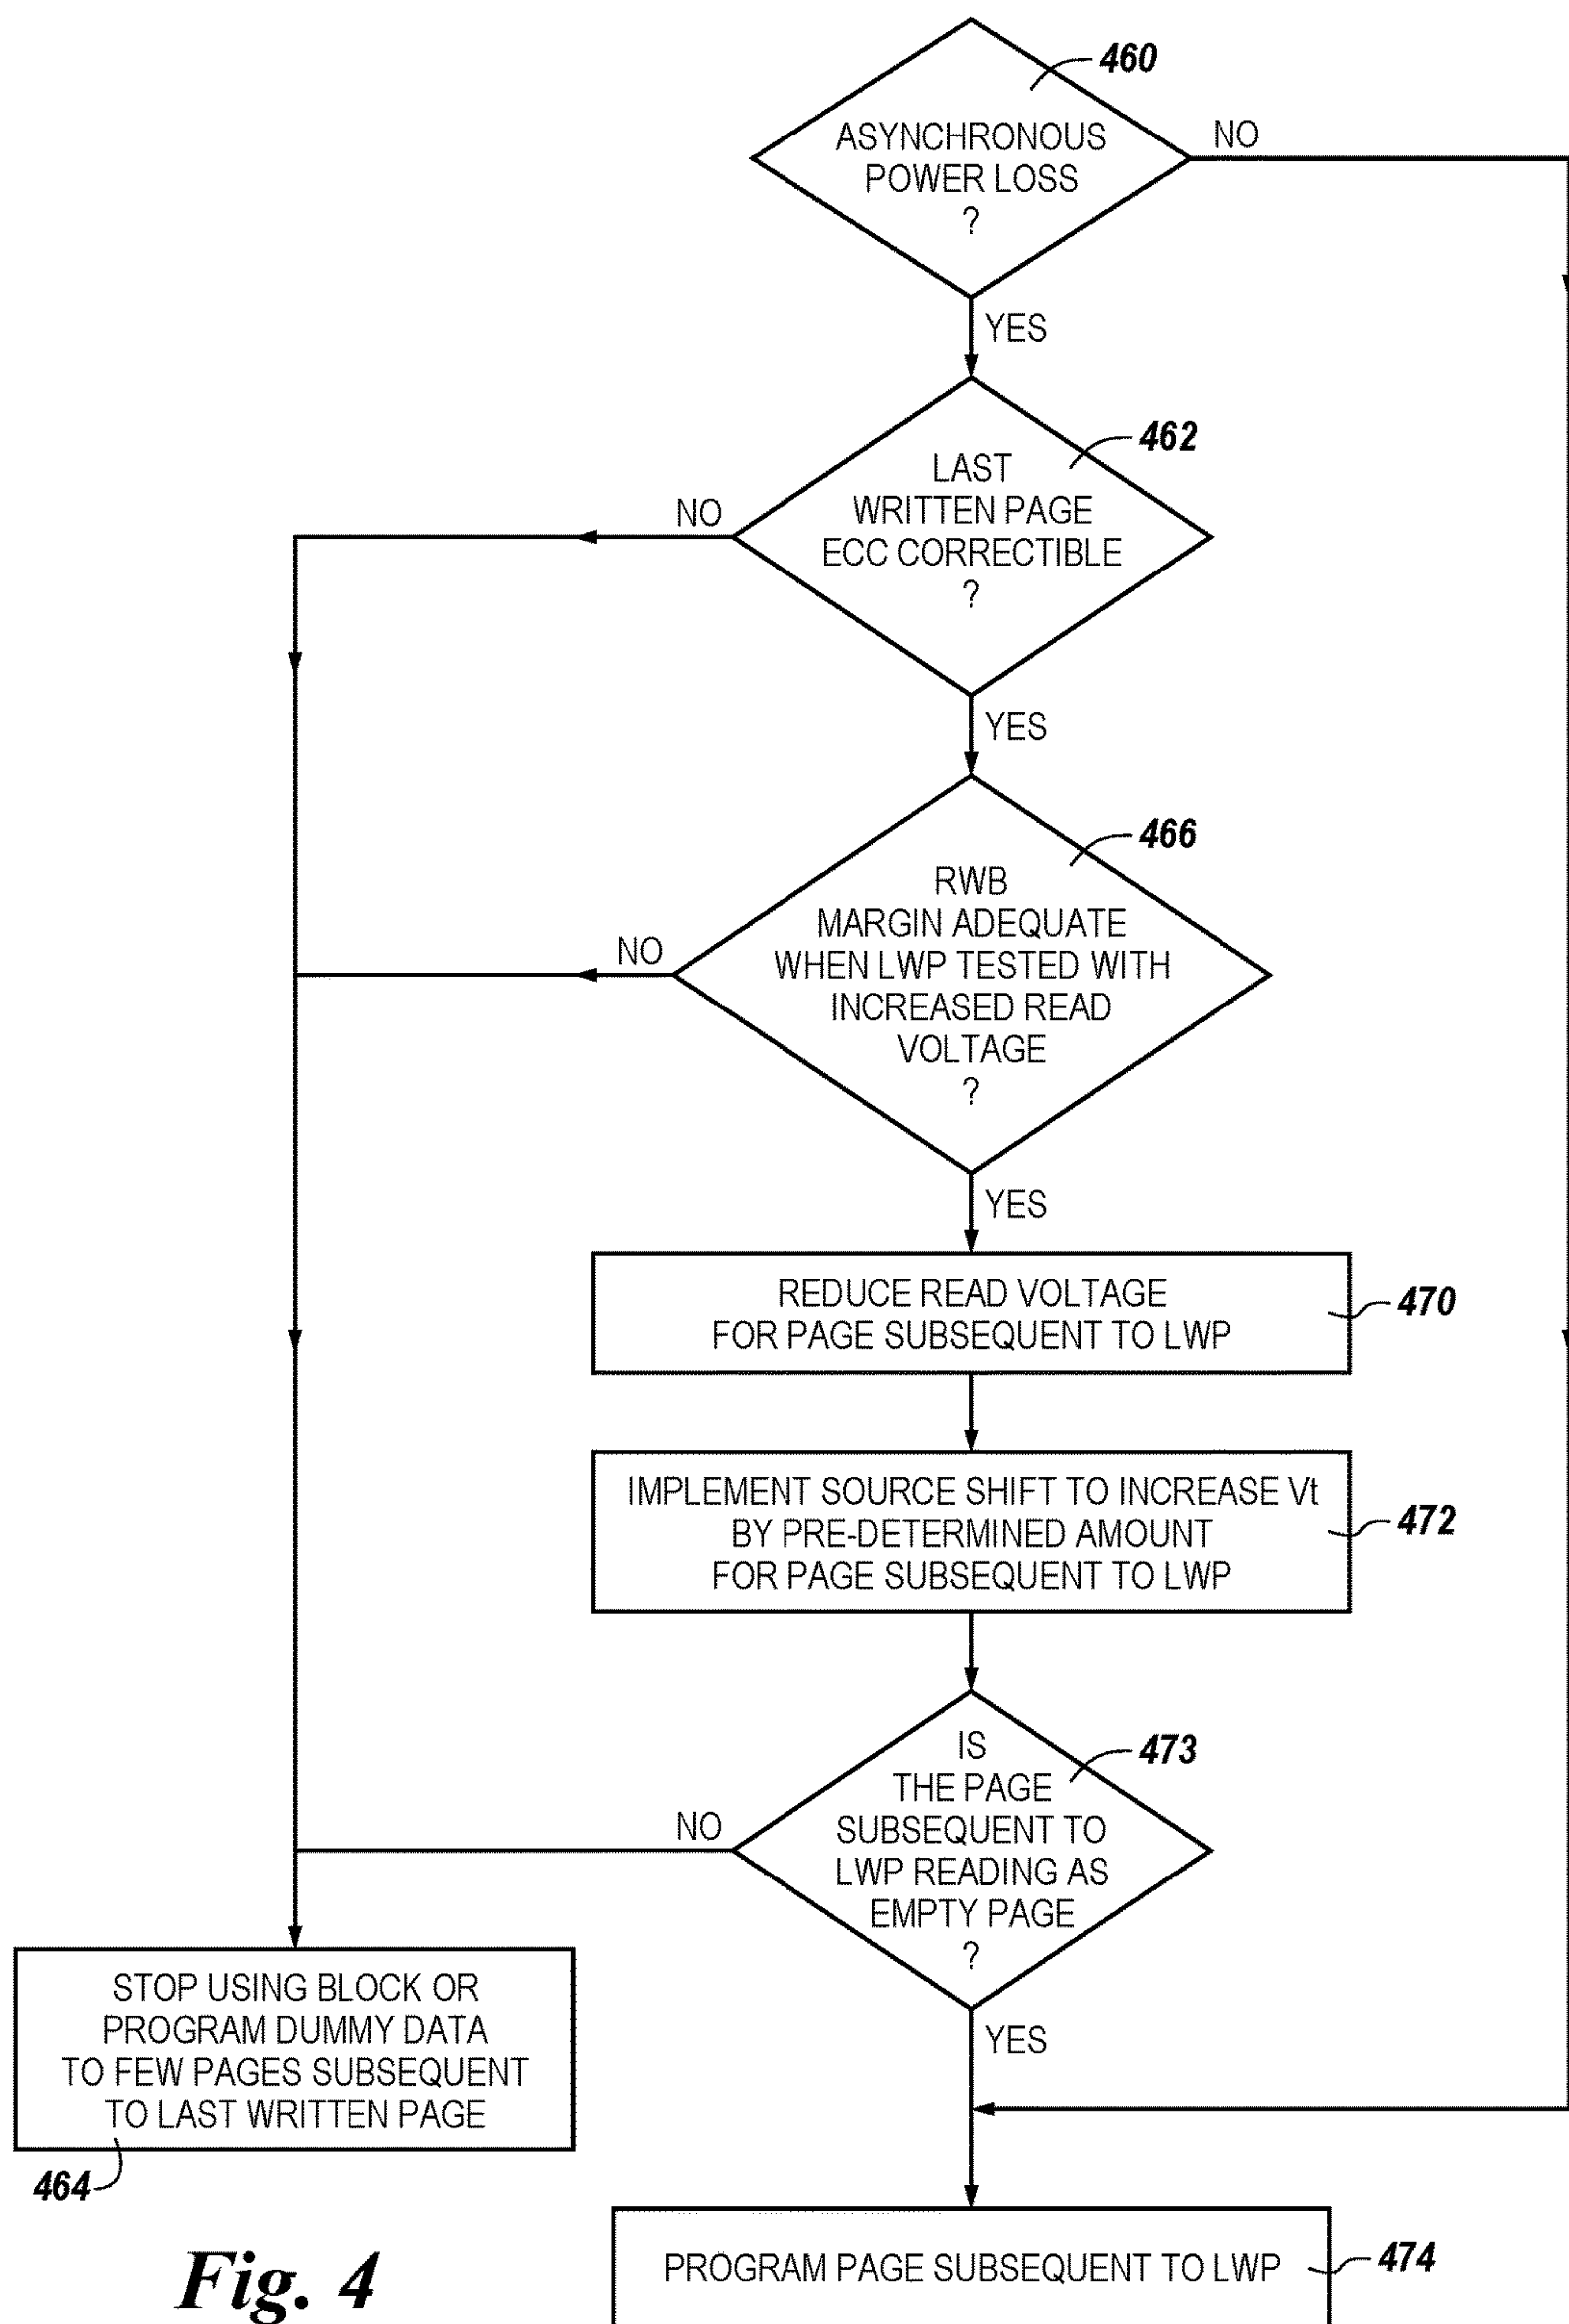 460
ASYNCHRONOUS
POWER LOSS
?
NO
YES
462
LAST
WRITTEN PAGE
ECC CORRECTIBLE
?
NO
YES
466
RWB
MARGIN ADEQUATE
WHEN LWP TESTED WITH
INCREASED READ
VOLTAGE
?
NO
YES
REDUCE READ VOLTAGE
FOR PAGE SUBSEQUENT TO LWP
470
IMPLEMENT SOURCE SHIFT TO INCREASE Vt
BY PRE-DETERMINED AMOUNT
FOR PAGE SUBSEQUENT TO LWP
472
IS
THE PAGE
SUBSEQUENT TO
LWP READING AS
EMPTY PAGE
?
473
NO
YES
STOP USING BLOCK OR
PROGRAM DUMMY DATA
TO FEW PAGES SUBSEQUENT
TO LAST WRITTEN PAGE
464
PROGRAM PAGE SUBSEQUENT TO LWP
474
Fig. 4